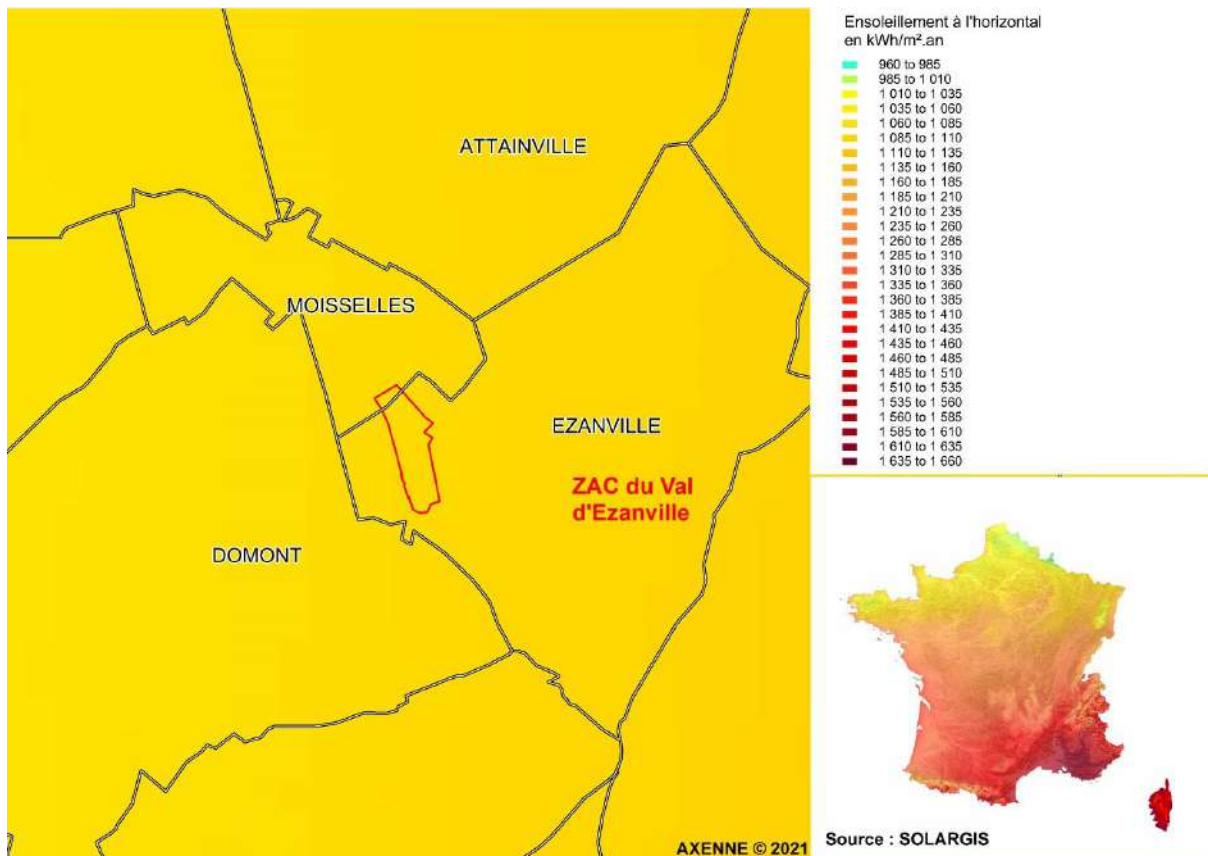 ATTAINVILLE
MOISSELLES
EZANVILLE
ZAC du Val
d'Ezanville
DOMONT
AXENNE © 2021
Ensoleillement à l'horizontal
en kWh/m².an
960 to 985
985 to 1 010
1 010 to 1 035
1 035 to 1 060
1 060 to 1 085
1 085 to 1 110
1 110 to 1 135
1 135 to 1 160
1 160 to 1 185
1 185 to 1 210
1 210 to 1 235
1 235 to 1 260
1 260 to 1 285
1 285 to 1 310
1 310 to 1 335
1 335 to 1 360
1 360 to 1 385
1 385 to 1 410
1 410 to 1 435
1 435 to 1 460
1 460 to 1 485
1 485 to 1 510
1 510 to 1 535
1 535 to 1 560
1 560 to 1 585
1 585 to 1 610
1 610 to 1 635
1 635 to 1 660
Source : SOLARGIS